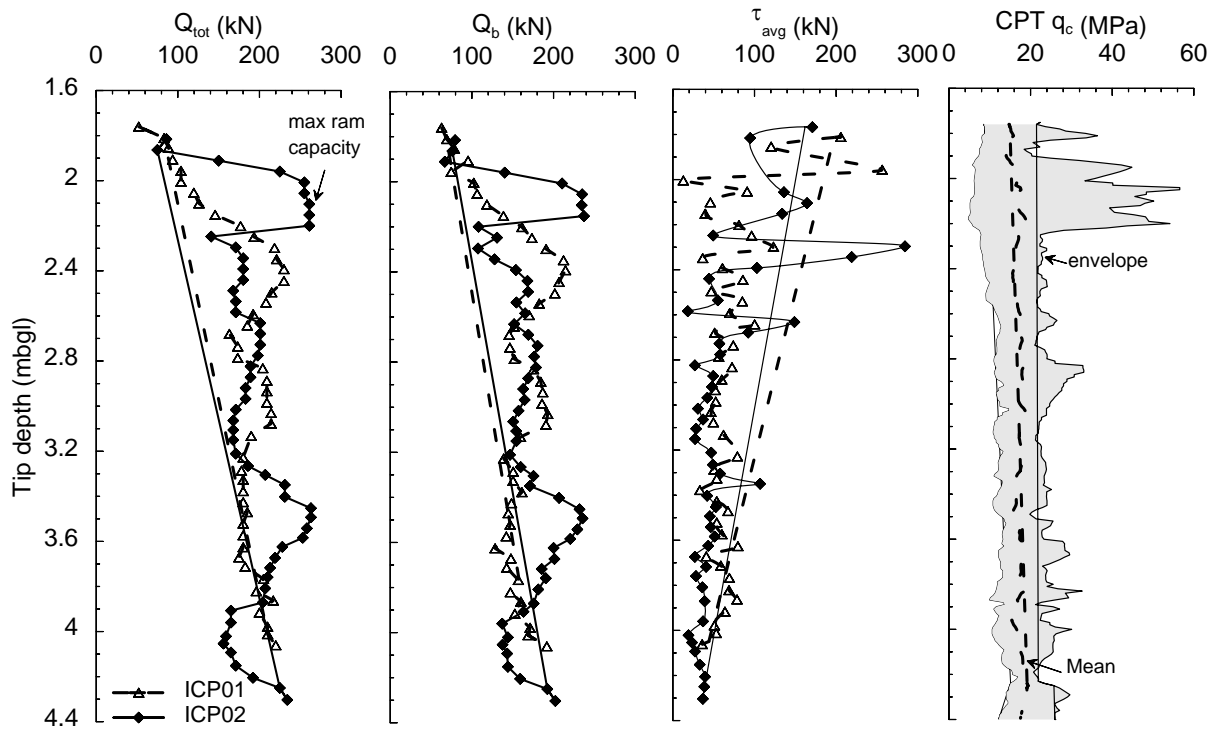 Q_tot (kN)
Q_b (kN)
τ_avg (kN)
CPT q_c (MPa)
0 100 200 300
0 100 200 300
0 100 200 300
0 20 40 60
1.6
2
2.4
2.8
3.2
3.6
4
4.4
Tip depth (mbgl)
max ram
capacity
envelope
Mean
ICP01
ICP02